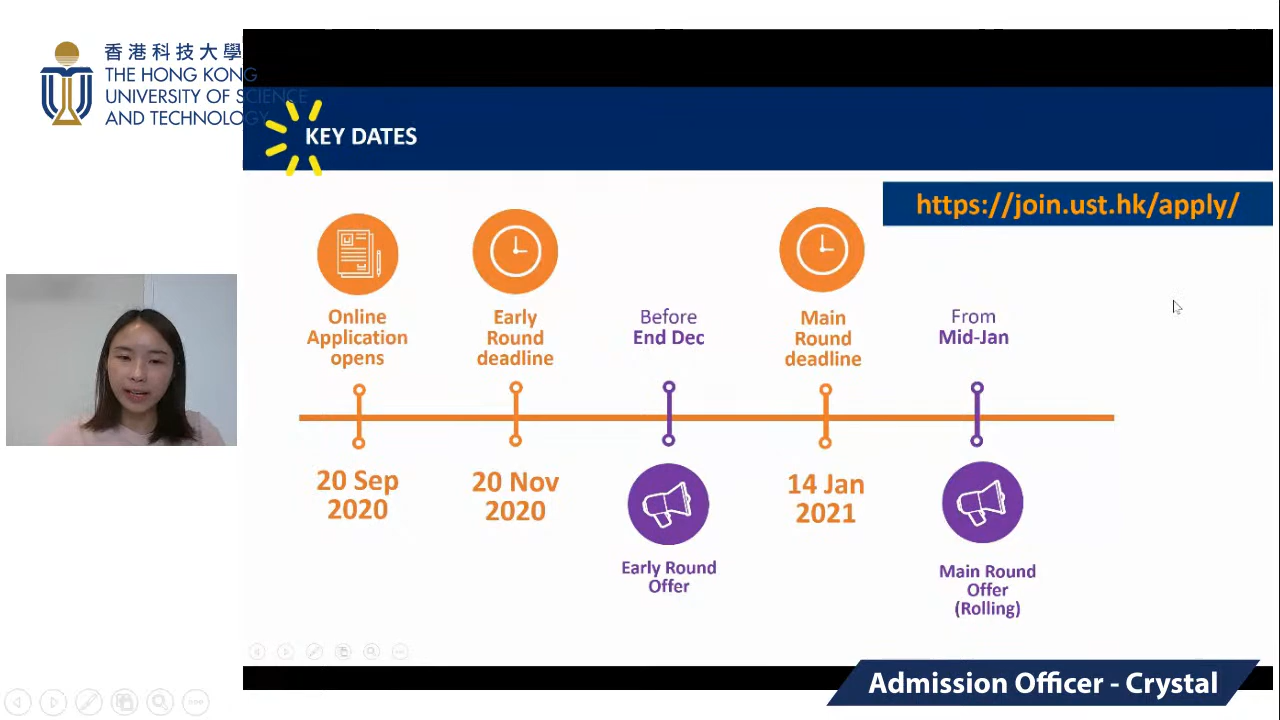 香港科技大學
THE HONG KONG
UNIVERSITY OF SCIENCE
AND TECHNOLOGY
KEY DATES
https://join.ust.hk/apply/
Online
Application
opens
20 Sep
2020
Early
Round
deadline
20 Nov
2020
Before
End Dec
Early Round
Offer
Main
Round
deadline
14 Jan
2021
From
Mid-Jan
Main Round
Offer
(Rolling)
Admission Officer - Crystal